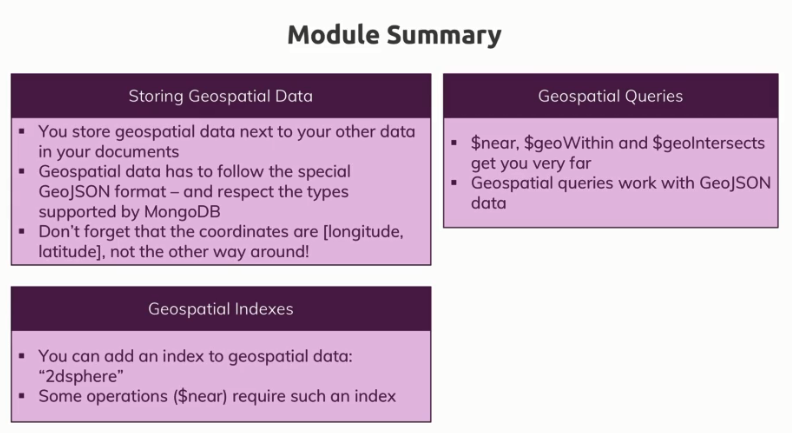 Module Summary
Storing Geospatial Data
▪ You store geospatial data next to your other data
in your documents
▪ Geospatial data has to follow the special
GeoJSON format – and respect the types
supported by MongoDB
▪ Don't forget that the coordinates are [longitude,
latitude], not the other way around!
Geospatial Queries
▪ $near, $geoWithin and $geoIntersects
get you very far
▪ Geospatial queries work with GeoJSON
data
Geospatial Indexes
▪ You can add an index to geospatial data:
“2dsphere”
▪ Some operations ($near) require such an index